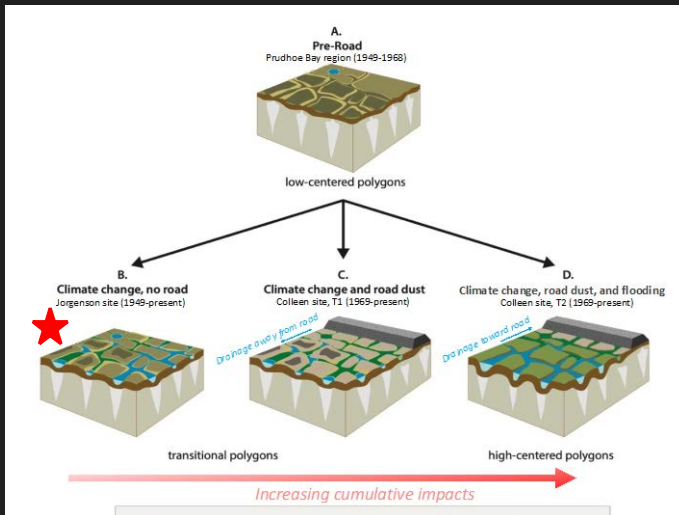 A.
Pre-Road
Prudhoe Bay region (1949-1968)
low-centered polygons
B.
Climate change, no road
Jorgenson site (1949-present)
C.
Climate change and road dust
Colleen site, T1 (1969-present)
D.
Climate change, road dust, and flooding
Colleen site, T2 (1969-present)
Drainage away from road
Drainage toward road
transitional polygons
high-centered polygons
Increasing cumulative impacts